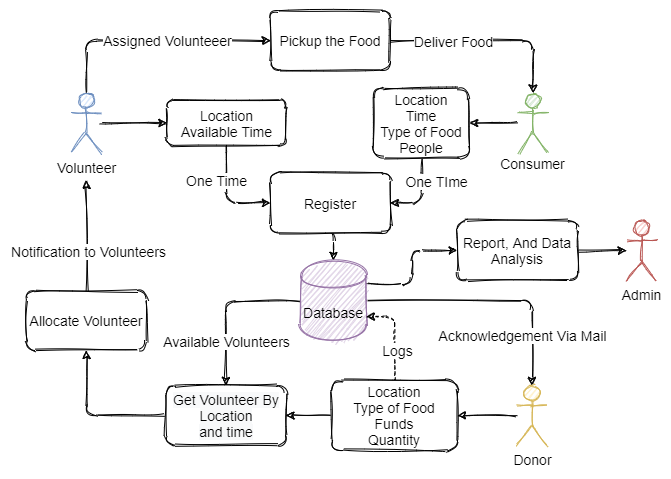 Assigned Volunteeer
Pickup the Food
Deliver Food
Volunteer
Location
Available Time
Location
Time
Type of Food
People
Consumer
One Time
One TIme
Register
Notification to Volunteers
Report, And Data
Analysis
Admin
Database
Allocate Volunteer
Available Volunteers
Logs
Acknowledgement Via Mail
Get Volunteer By
Location
and time
Location
Type of Food
Funds
Quantity
Donor